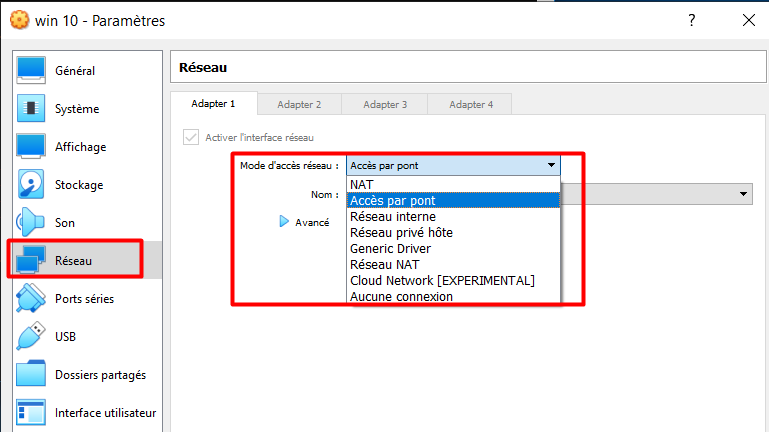 win 10 - Paramètres
?
Général
Système
Affichage
Stockage
Son
Réseau
Ports séries
USB
Dossiers partagés
Interface utilisateur
Réseau
Adapter 1 Adapter 2 Adapter 3 Adapter 4
Activer l'interface réseau
Mode d'accès réseau : Accès par pont
Nom :
Avancé
NAT
Accès par pont
Réseau interne
Réseau privé hôte
Generic Driver
Réseau NAT
Cloud Network [EXPERIMENTAL]
Aucune connexion